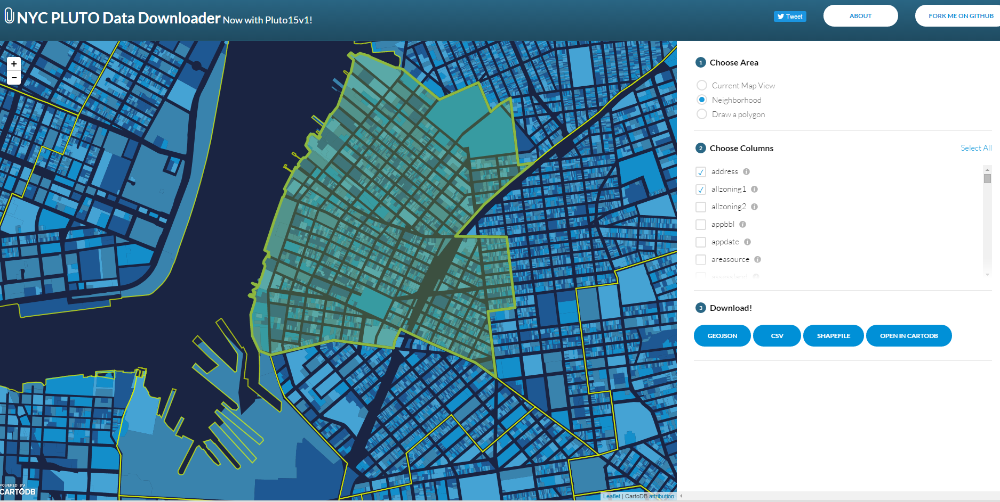 NYC PLUTO Data Downloader Now with Pluto15v1!
Tweet
ABOUT
FORK ME ON GITHUB
+
−
1 Choose Area
Current Map View
Neighborhood
Draw a polygon
2 Choose Columns
Select All
address i
allzoning1 i
allzoning2 i
appbbl i
appdate i
areasource i
assessland i
3 Download!
GEOJSON
CSV
SHAPEFILE
OPEN IN CARTODB
POWERED BY
CARTODB
Leaflet | CartoDB attribution